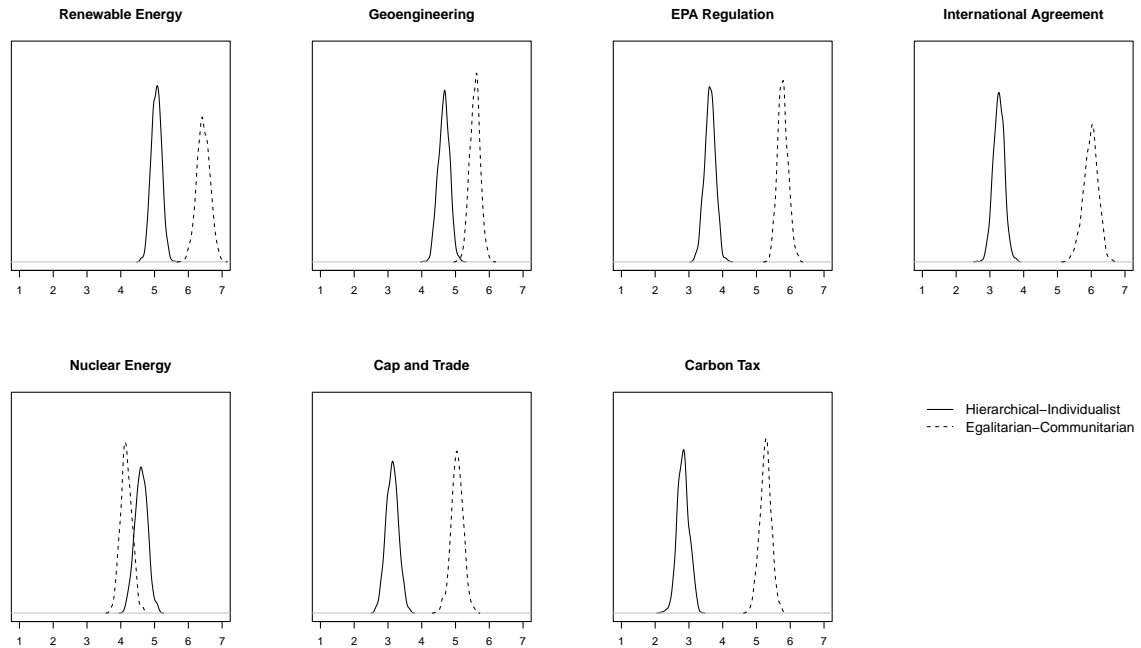 Renewable Energy
Geoengineering
EPA Regulation
International Agreement
1 2 3 4 5 6 7
1 2 3 4 5 6 7
1 2 3 4 5 6 7
1 2 3 4 5 6 7
Nuclear Energy
Cap and Trade
Carbon Tax
Hierarchical−Individualist
Egalitarian−Communitarian
1 2 3 4 5 6 7
1 2 3 4 5 6 7
1 2 3 4 5 6 7